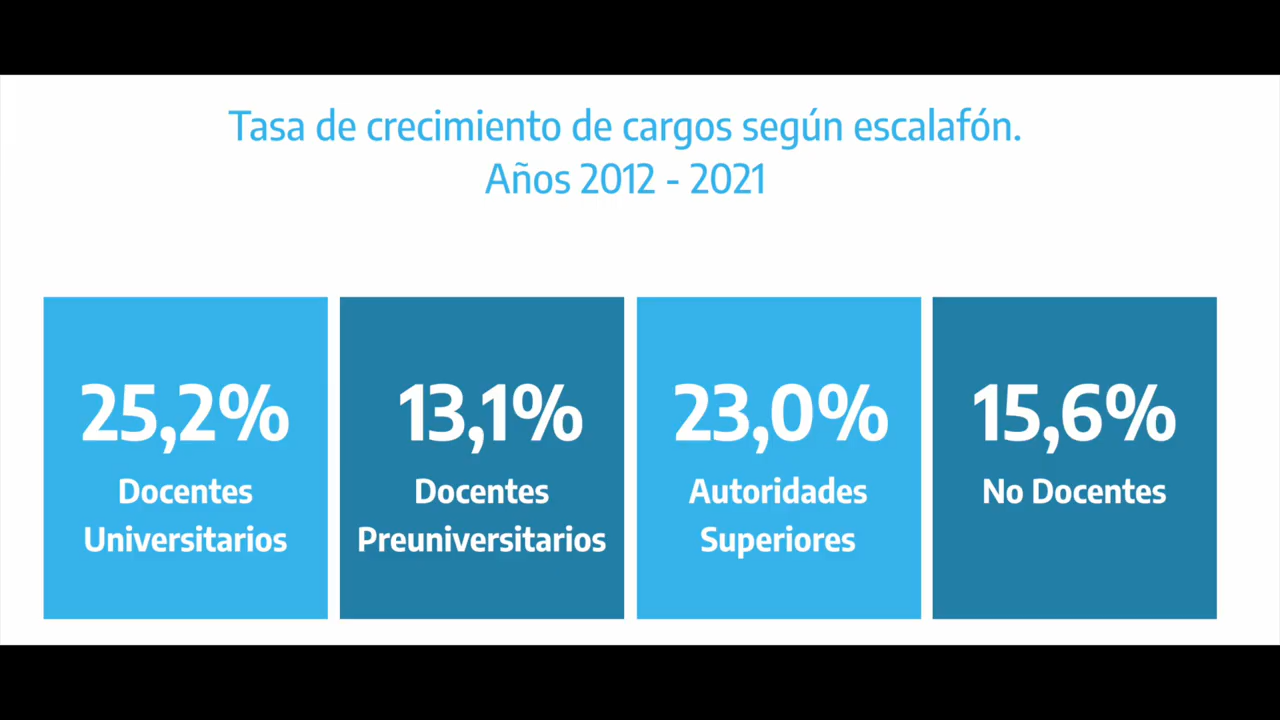 Tasa de crecimiento de cargos según escalafón.
Años 2012 - 2021
25,2%
Docentes
Universitarios
13,1%
Docentes
Preuniversitarios
23,0%
Autoridades
Superiores
15,6%
No Docentes